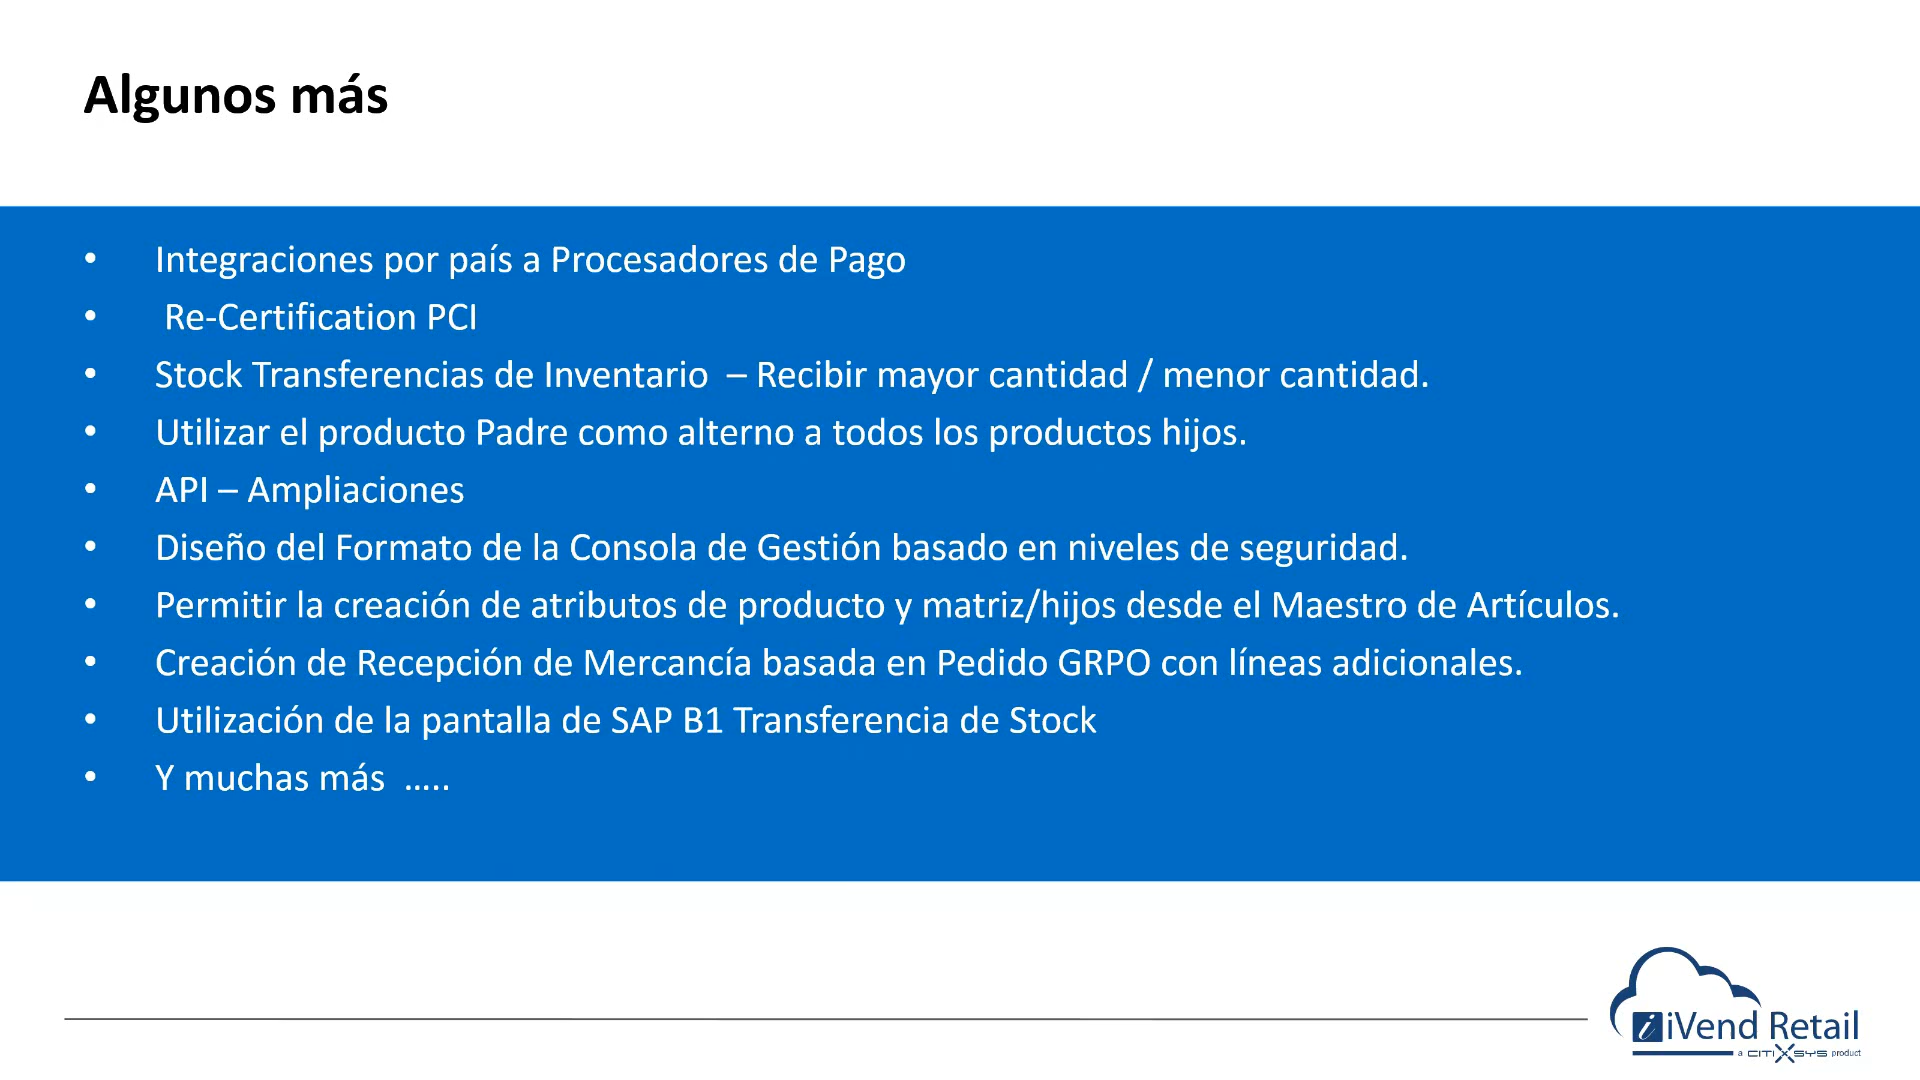 Algunos más
• Integraciones por país a Procesadores de Pago
• Re-Certification PCI
• Stock Transferencias de Inventario – Recibir mayor cantidad / menor cantidad.
• Utilizar el producto Padre como alterno a todos los productos hijos.
• API – Ampliaciones
• Diseño del Formato de la Consola de Gestión basado en niveles de seguridad.
• Permitir la creación de atributos de producto y matriz/hijos desde el Maestro de Artículos.
• Creación de Recepción de Mercancía basada en Pedido GRPO con líneas adicionales.
• Utilización de la pantalla de SAP B1 Transferencia de Stock
• Y muchas más …..
i iVend Retail
a CITIXSYS product